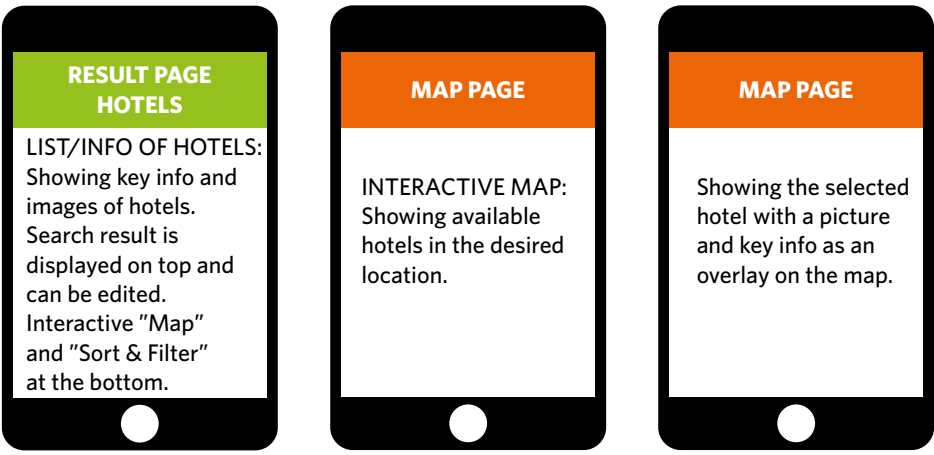 RESULT PAGE
HOTELS
LIST/INFO OF HOTELS:
Showing key info and
images of hotels.
Search result is
displayed on top and
can be edited.
Interactive ”Map”
and ”Sort & Filter”
at the bottom.
MAP PAGE
INTERACTIVE MAP:
Showing available
hotels in the desired
location.
MAP PAGE
Showing the selected
hotel with a picture
and key info as an
overlay on the map.